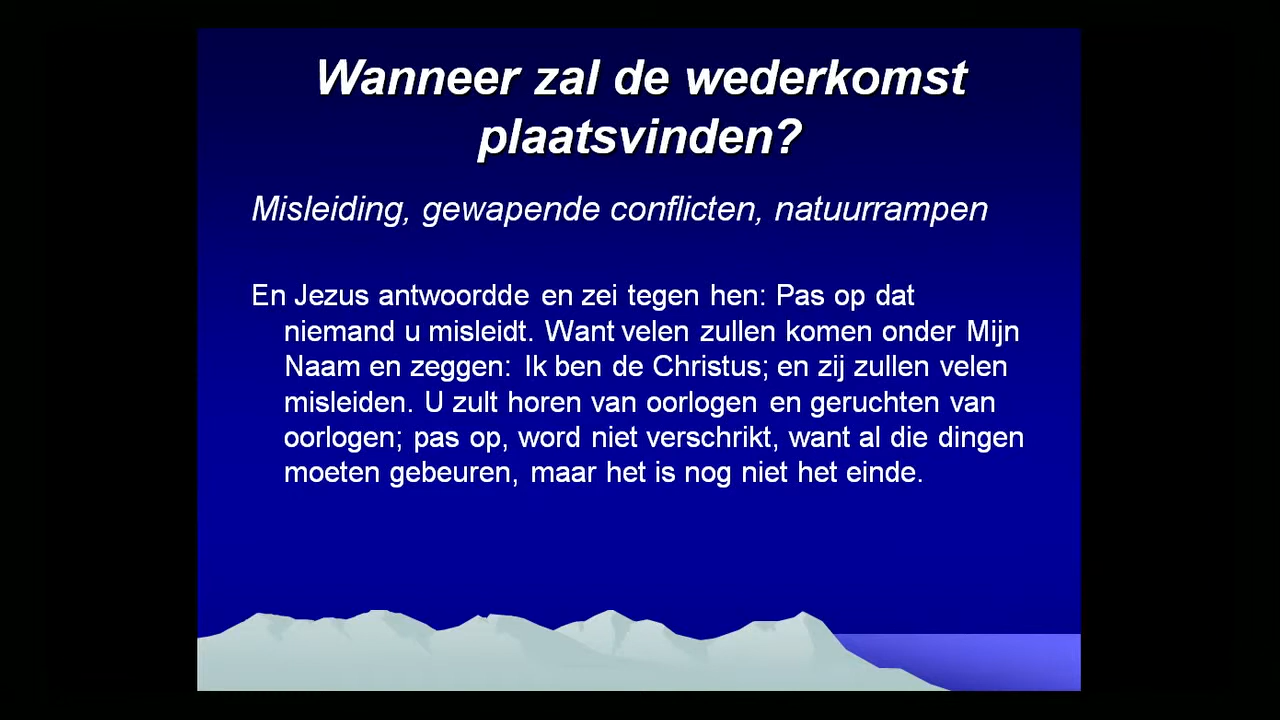 Wanneer zal de wederkomst
plaatsvinden?
Misleiding, gewapende conflicten, natuurrampen
En Jezus antwoordde en zei tegen hen: Pas op dat
niemand u misleidt. Want velen zullen komen onder Mijn
Naam en zeggen: Ik ben de Christus; en zij zullen velen
misleiden. U zult horen van oorlogen en geruchten van
oorlogen; pas op, word niet verschrikt, want al die dingen
moeten gebeuren, maar het is nog niet het einde.